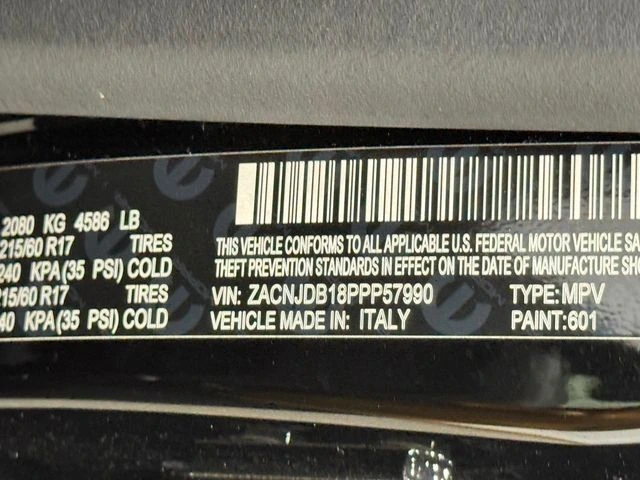 2080 KG 4586 LB
215/60 R17 TIRES
240 KPA(35 PSI) COLD
215/60 R17 TIRES
40 KPA(35 PSI) COLD
THIS VEHICLE CONFORMS TO ALL APPLICABLE U.S. FEDERAL MOTOR VEHICLE SA
THEFT PREVENTION STANDARDS IN EFFECT ON THE DATE OF MANUFACTURE SHO
VIN: ZACNJDB18PPP57990 TYPE: MPV
VEHICLE MADE IN: ITALY PAINT:601